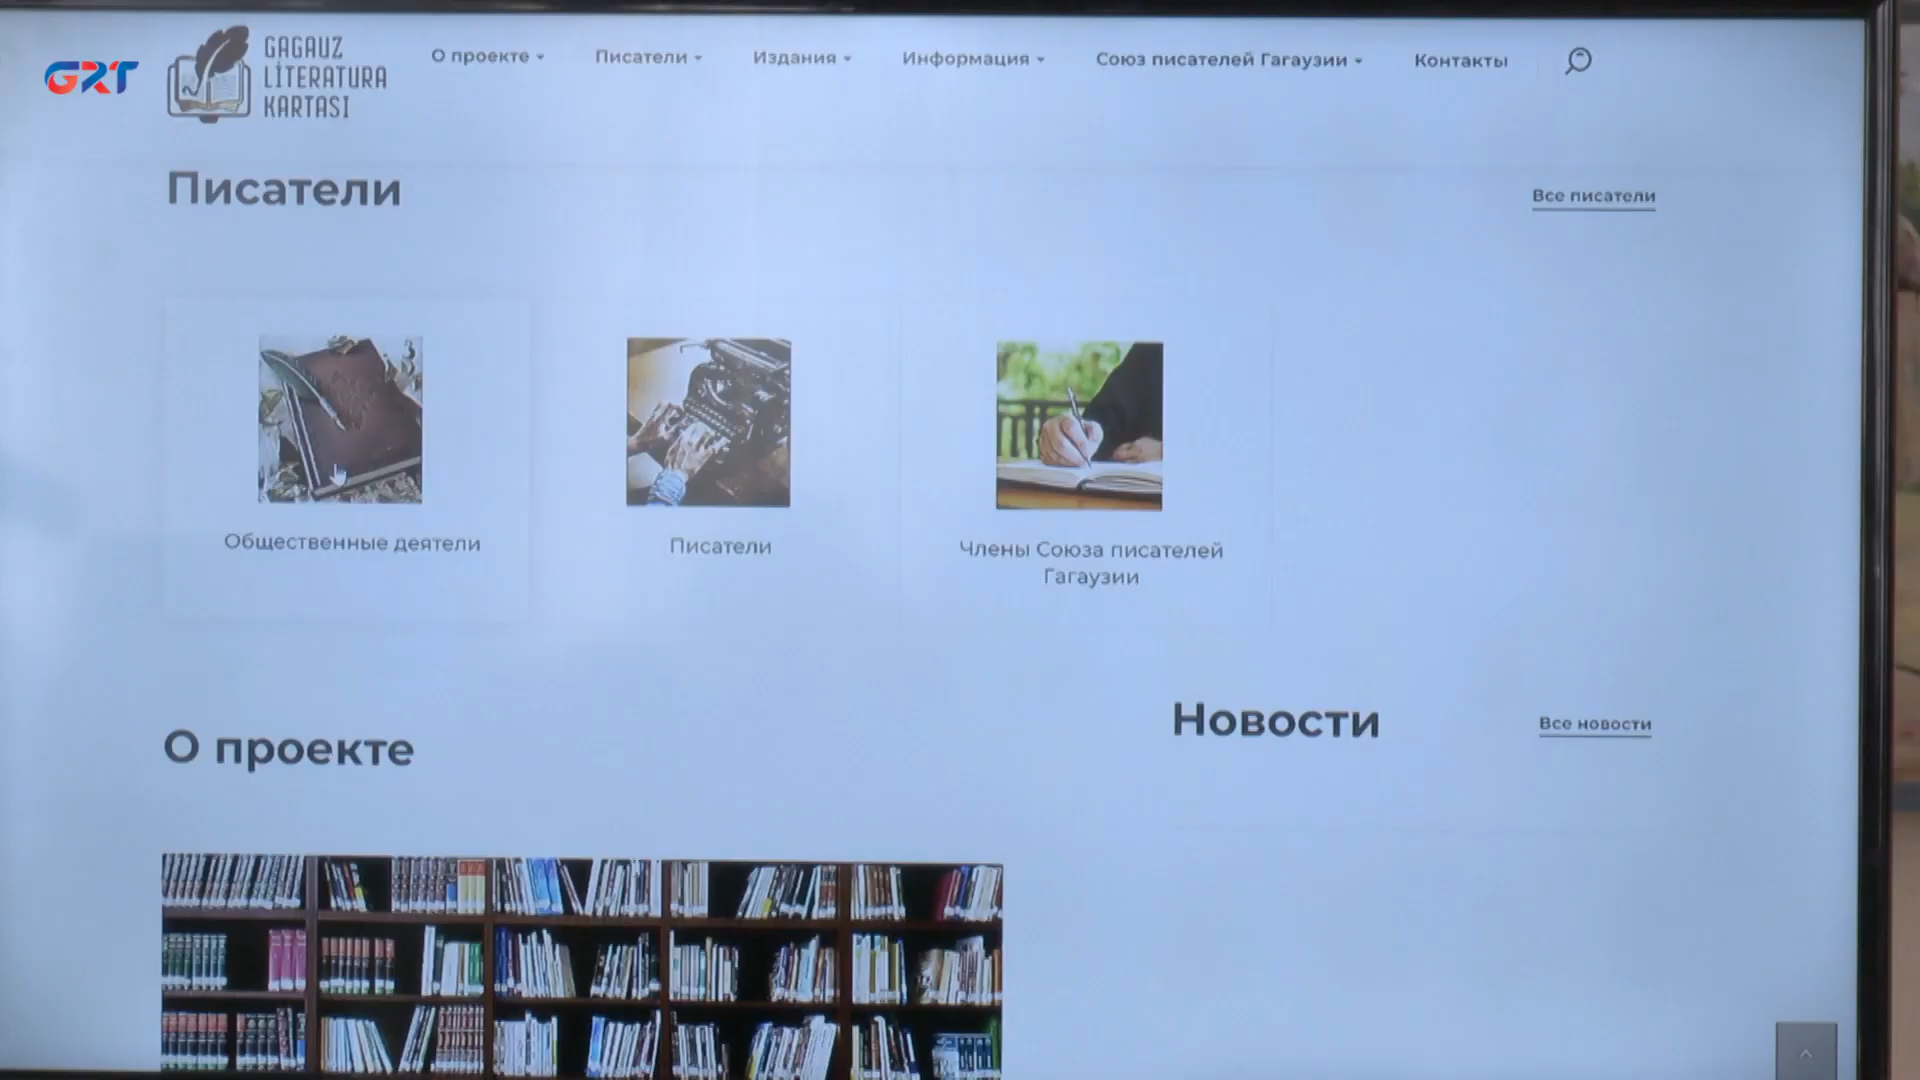 GRT
GAGAUZ
LİTERATURA
KARTASI
О проекте
Писатели
Издания
Информация
Союз писателей Гагаузии
Контакты
Писатели
Все писатели
Общественные деятели
Писатели
Члены Союза писателей
Гагаузии
О проекте
Новости
Все новости